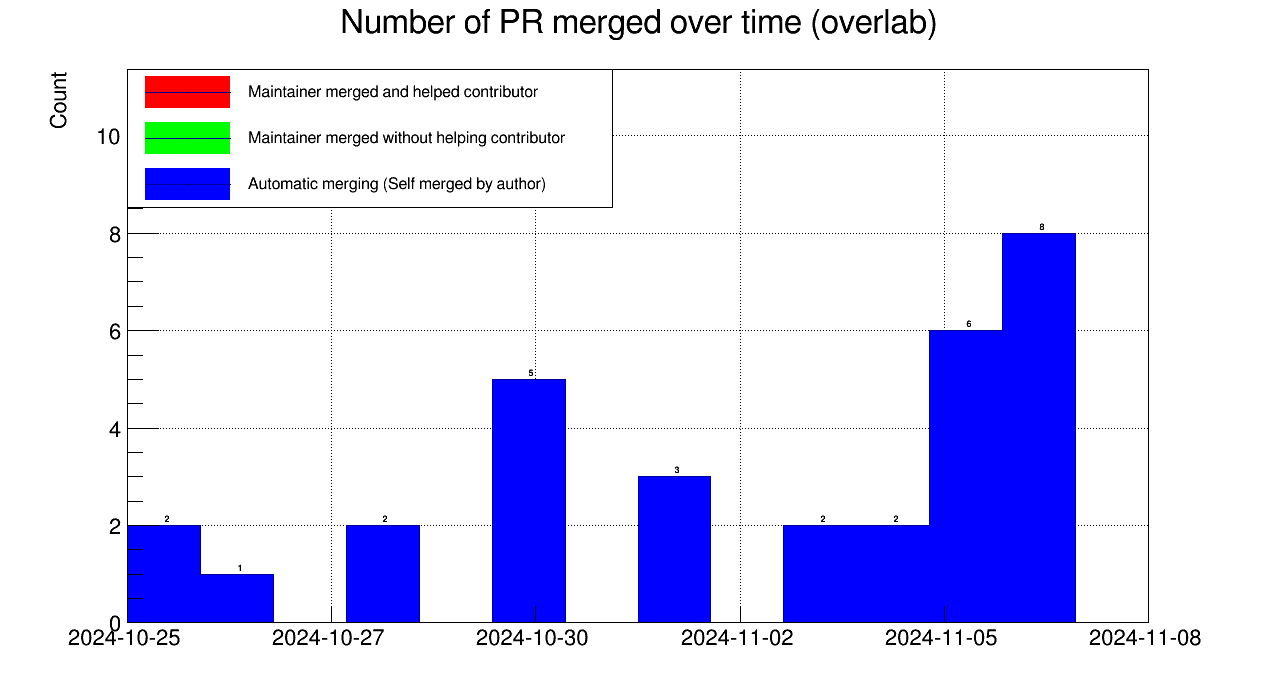 Number of PR merged over time (overlab)
Count
Maintainer merged and helped contributor
Maintainer merged without helping contributor
Automatic merging (Self merged by author)
10
8
6
4
2
0
2
1
2
5
3
2
2
6
8
2024-10-25 2024-10-27 2024-10-30 2024-11-02 2024-11-05 2024-11-08